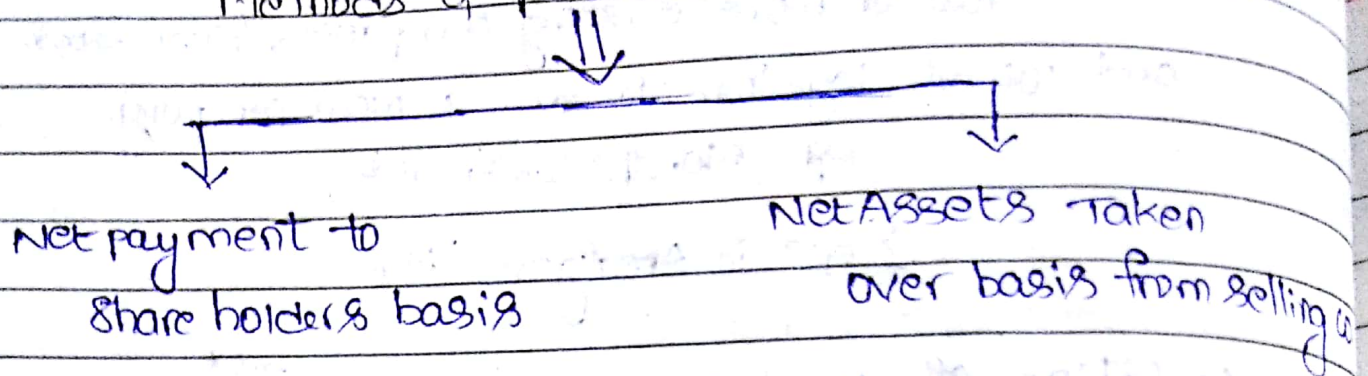 Net payment to
Share holders basis
Net Assets Taken
over basis from selling